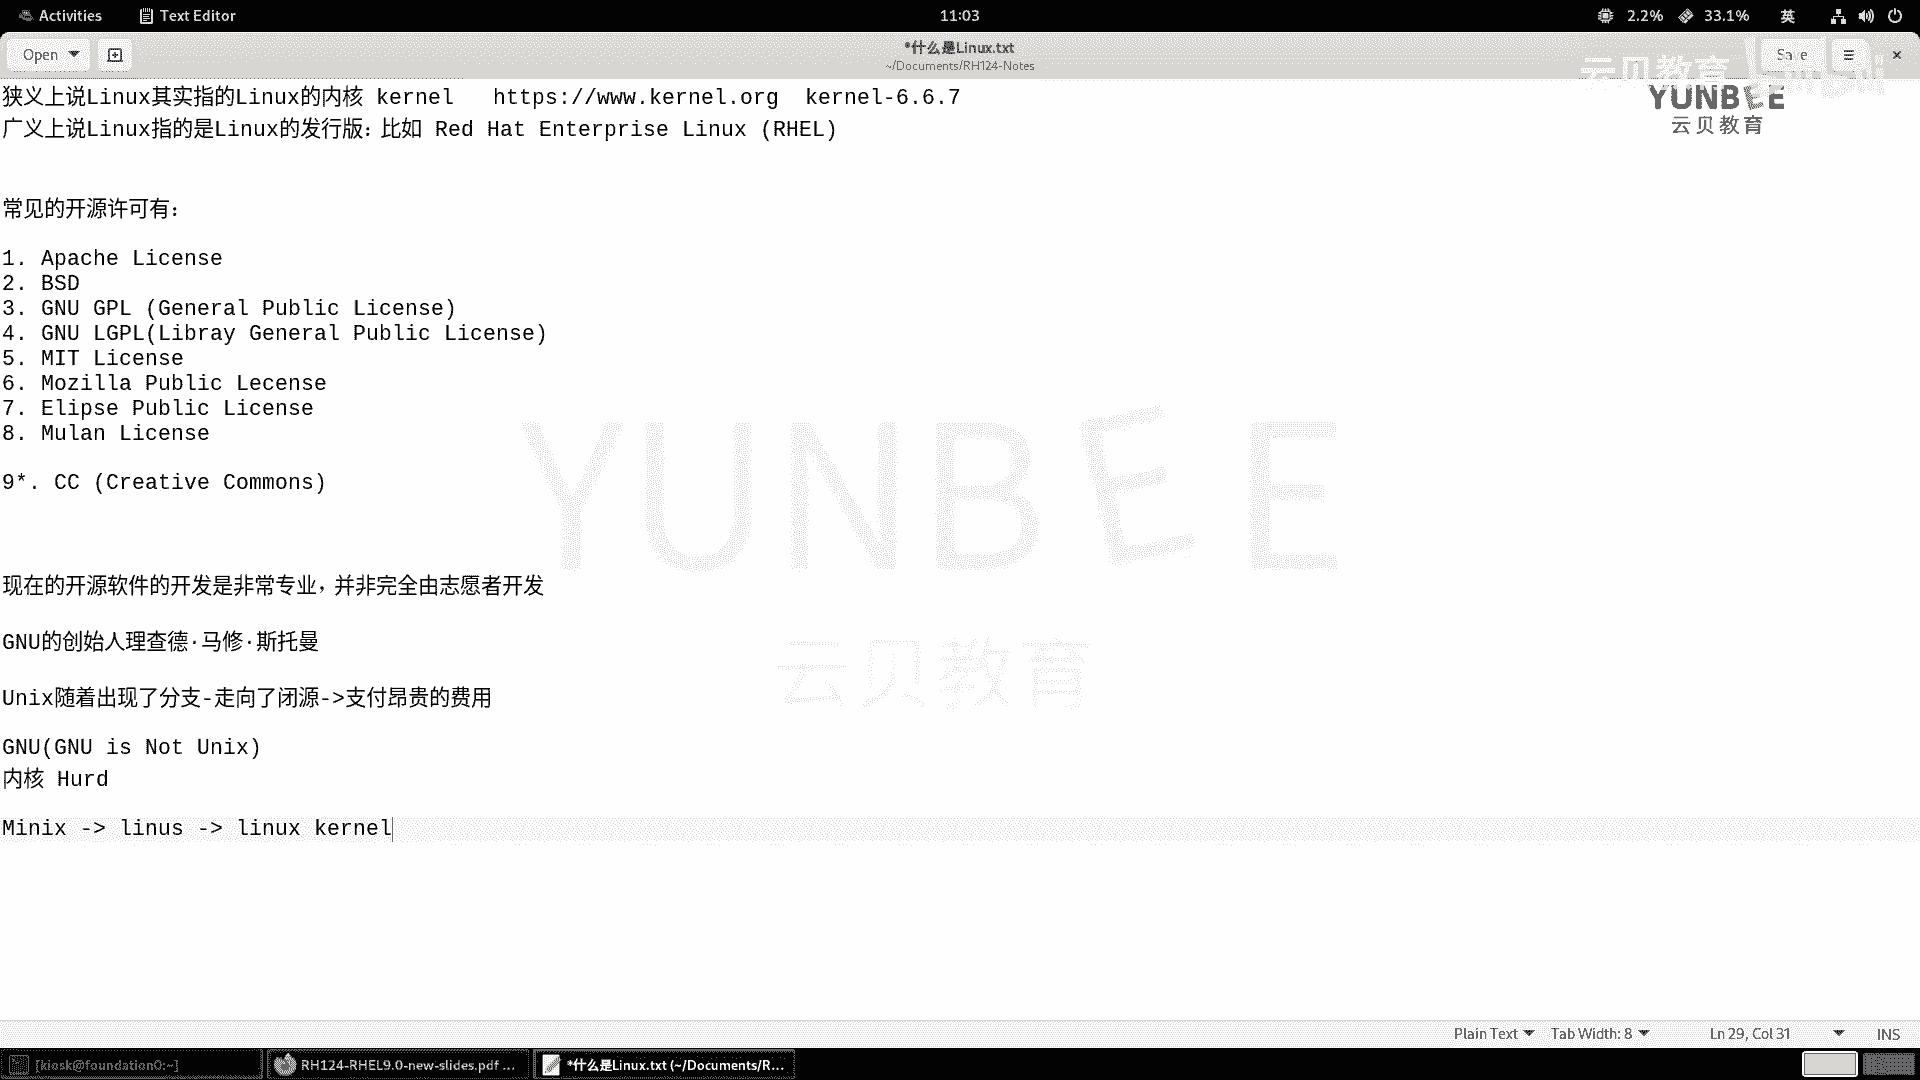 Activities Text Editor 11:03 2.2% 33.1% 英
Open *什么是Linux.txt Save
~/Documents/RH124-Notes
云贝教育 bilibili
YUNBEE
云贝教育
狭义上说Linux其实指的Linux的内核 kernel https://www.kernel.org kernel-6.6.7
广义上说Linux指的是Linux的发行版：比如 Red Hat Enterprise Linux (RHEL)
常见的开源许可有：
1. Apache License
2. BSD
3. GNU GPL (General Public License)
4. GNU LGPL(Libray General Public License)
5. MIT License
6. Mozilla Public Lecense
7. Elipse Public License
8. Mulan License
9*. CC (Creative Commons)
YUNBEE
云贝教育
现在的开源软件的开发是非常专业，并非完全由志愿者开发
GNU的创始人理查德·马修·斯托曼
Unix随着出现了分支-走向了闭源->支付昂贵的费用
GNU(GNU is Not Unix)
内核 Hurd
Minix -> linus -> linux kernel
Plain Text Tab Width: 8 Ln 29, Col 31 INS
[kiosk@foundation0:~] RH124-RHEL9.0-new-slides.pdf ... *什么是Linux.txt (~/Documents/R...